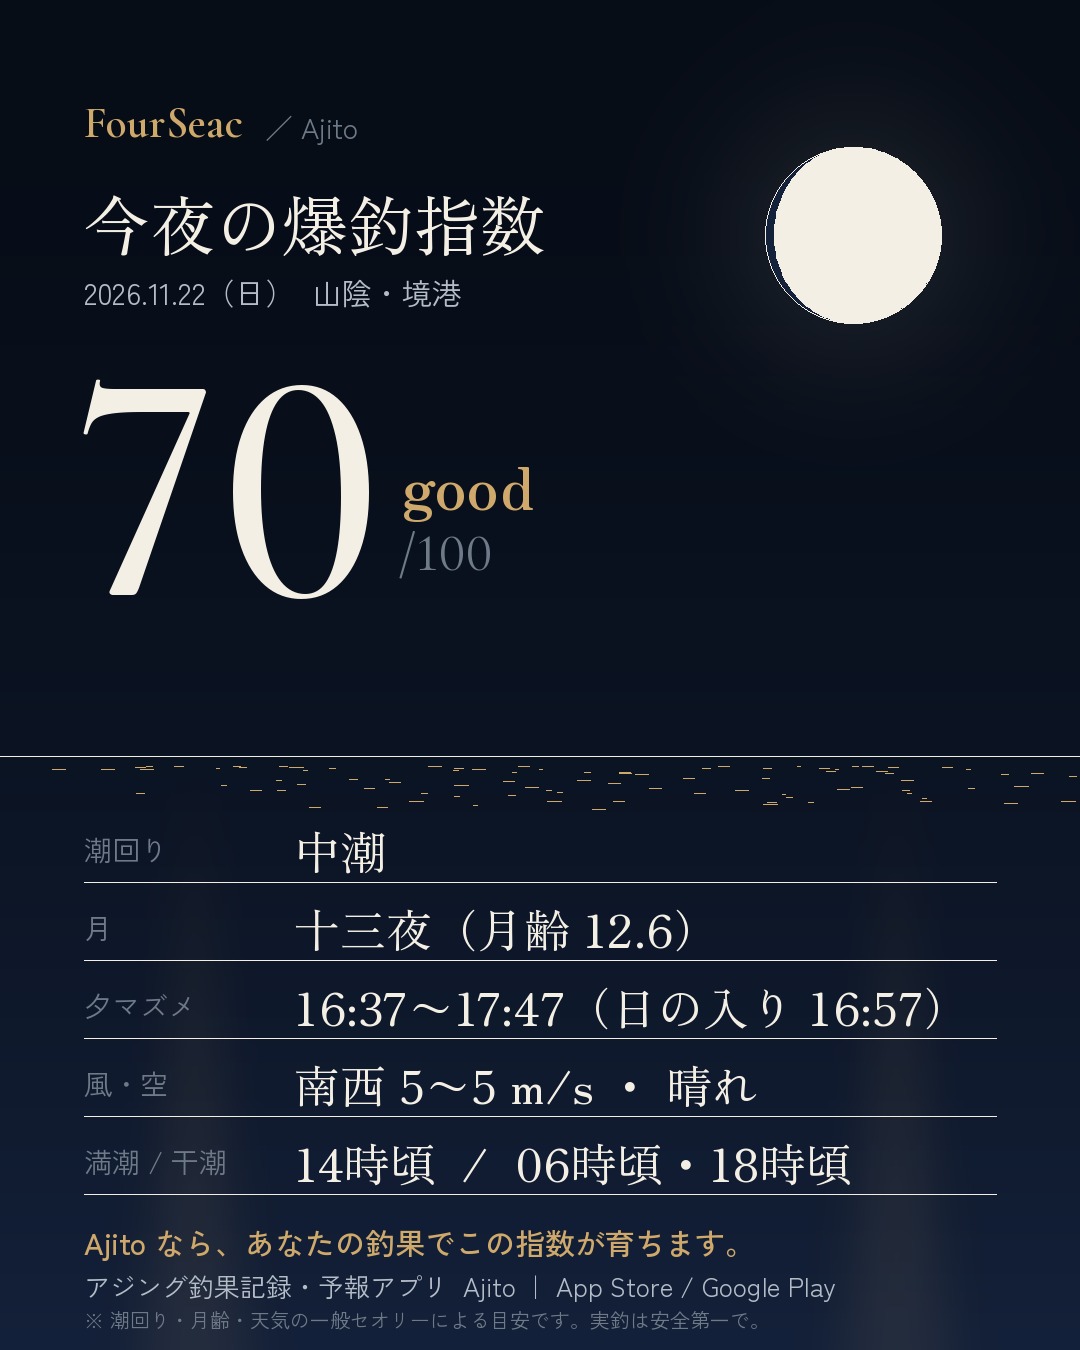 FourSeac ／ Ajito
今夜の爆釣指数
2026.11.22（日） 山陰・境港
70
good
/100
潮回り 中潮
月 十三夜（月齢 12.6）
夕マズメ 16:37〜17:47（日の入り 16:57）
風・空 南西 5〜5 m/s ・ 晴れ
満潮 / 干潮 14時頃 / 06時頃・18時頃
Ajito なら、あなたの釣果でこの指数が育ちます。
アジング釣果記録・予報アプリ Ajito ｜ App Store / Google Play
※ 潮回り・月齢・天気の一般セオリーによる目安です。実釣は安全第一で。